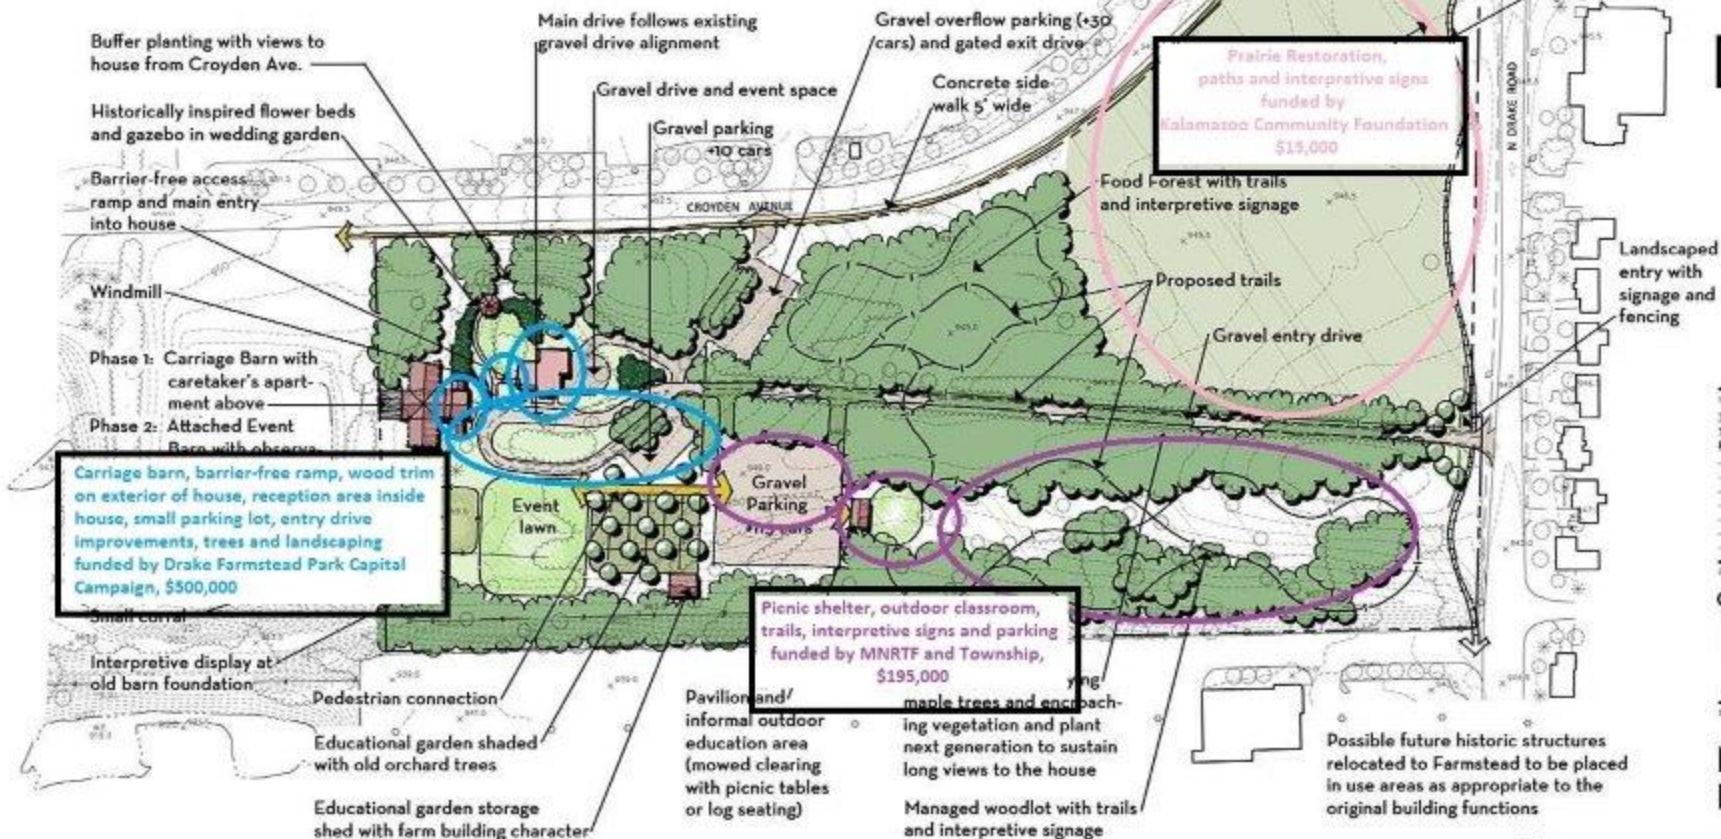 Buffer planting with views to
house from Croyden Ave.
Historically inspired flower beds
and gazebo in wedding garden
Barrier-free access
ramp and main entry
into house
Windmill
Phase 1: Carriage Barn with
caretaker's apart-
ment above
Phase 2: Attached Event
Barn with observa-
Carriage barn, barrier-free ramp, wood trim
on exterior of house, reception area inside
house, small parking lot, entry drive
improvements, trees and landscaping
funded by Drake Farmstead Park Capital
Campaign, $500,000
Small corral
Interpretive display at
old barn foundation
Main drive follows existing
gravel drive alignment
Gravel drive and event space
Gravel parking
+10 cars
Gravel overflow parking (+30
cars) and gated exit drive
Concrete side-
walk 5' wide
CROYDEN AVENUE
Prairie Restoration,
paths and interpretive signs
funded by
Kalamazoo Community Foundation
$15,000
N DRAKE ROAD
Food Forest with trails
and interpretive signage
Proposed trails
Gravel entry drive
Landscaped
entry with
signage and
fencing
Event
lawn
Gravel
Parking
cars
Picnic shelter, outdoor classroom,
trails, interpretive signs and parking
funded by MNRTF and Township,
$195,000
Pedestrian connection
Educational garden shaded
with old orchard trees
Educational garden storage
shed with farm building character
Pavilion and/
informal outdoor
education area
(mowed clearing
with picnic tables
or log seating)
ying
maple trees and encroach-
ing vegetation and plant
next generation to sustain
long views to the house
Managed woodlot with trails
and interpretive signage
Possible future historic structures
relocated to Farmstead to be placed
in use areas as appropriate to the
original building functions